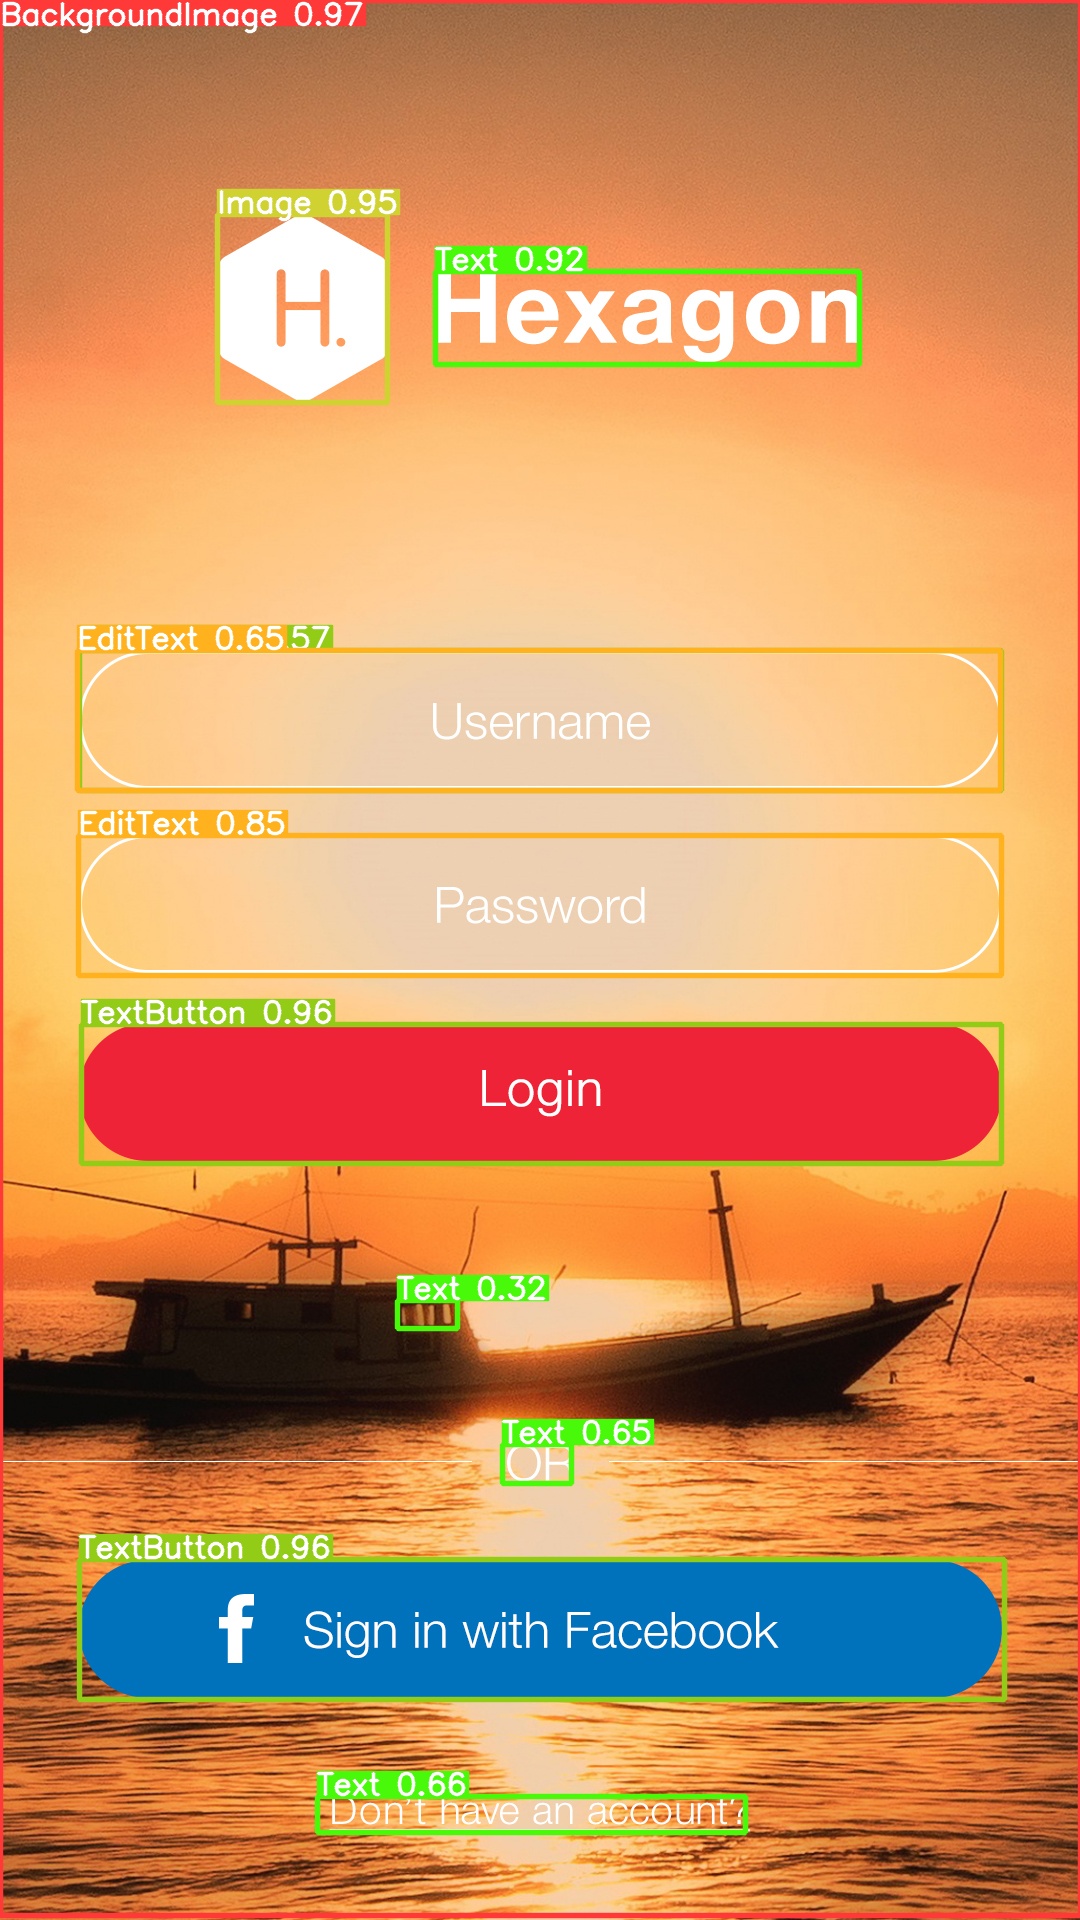 BackgroundImage 0.97
Image 0.95
H.
Text 0.92
Hexagon
EditText 0.65 57
Username
EditText 0.85
Password
TextButton 0.96
Login
Text 0.32
Text 0.65
OR
TextButton 0.96
f Sign in with Facebook
Text 0.66
Don't have an account?